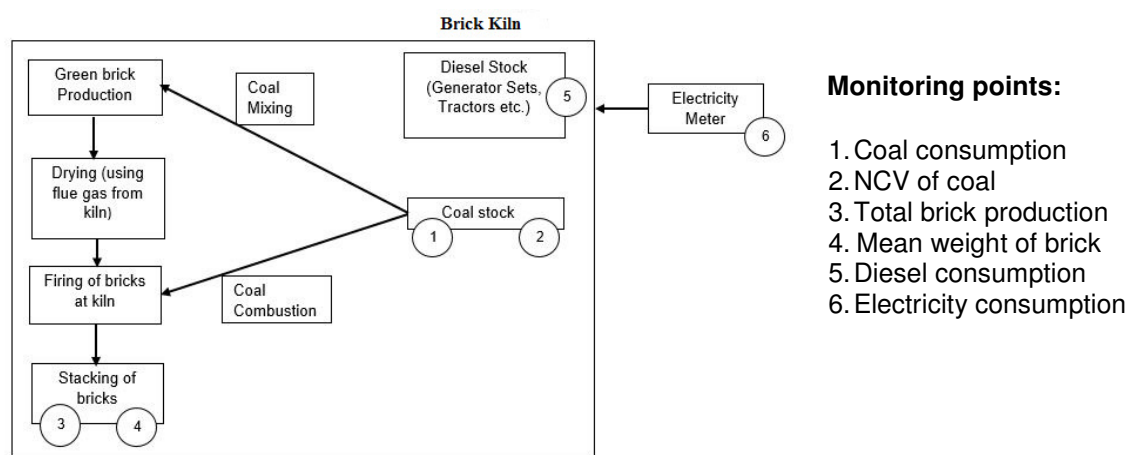 Brick Kiln
Green brick
Production
Coal
Mixing
Diesel Stock
(Generator Sets,
Tractors etc.)
5
Electricity
Meter
6
Drying (using
flue gas from
kiln)
Coal stock
1
2
Firing of bricks
at kiln
Coal
Combustion
Stacking of
bricks
3
4
Monitoring points:
1. Coal consumption
2. NCV of coal
3. Total brick production
4. Mean weight of brick
5. Diesel consumption
6. Electricity consumption